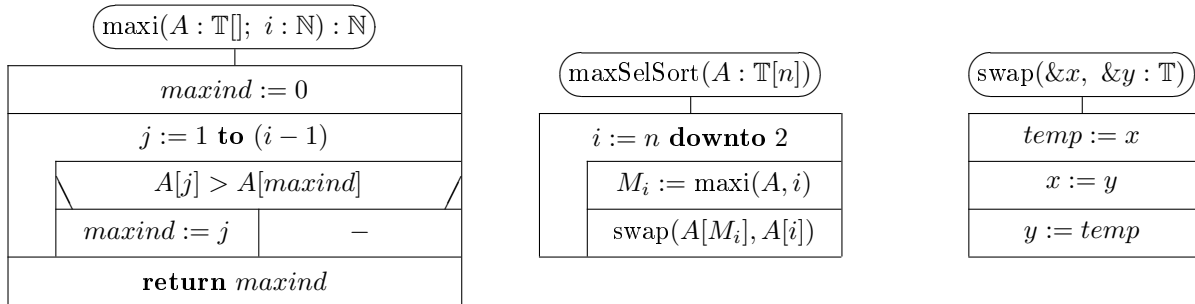 maxi(A : 𝕋[]; i : ℕ) : ℕ
maxind := 0
j := 1 to (i − 1)
A[j] > A[maxind]
maxind := j
−
return maxind
maxSelSort(A : 𝕋[n])
i := n downto 2
M_i := maxi(A, i)
swap(A[M_i], A[i])
swap(&x, &y : 𝕋)
temp := x
x := y
y := temp